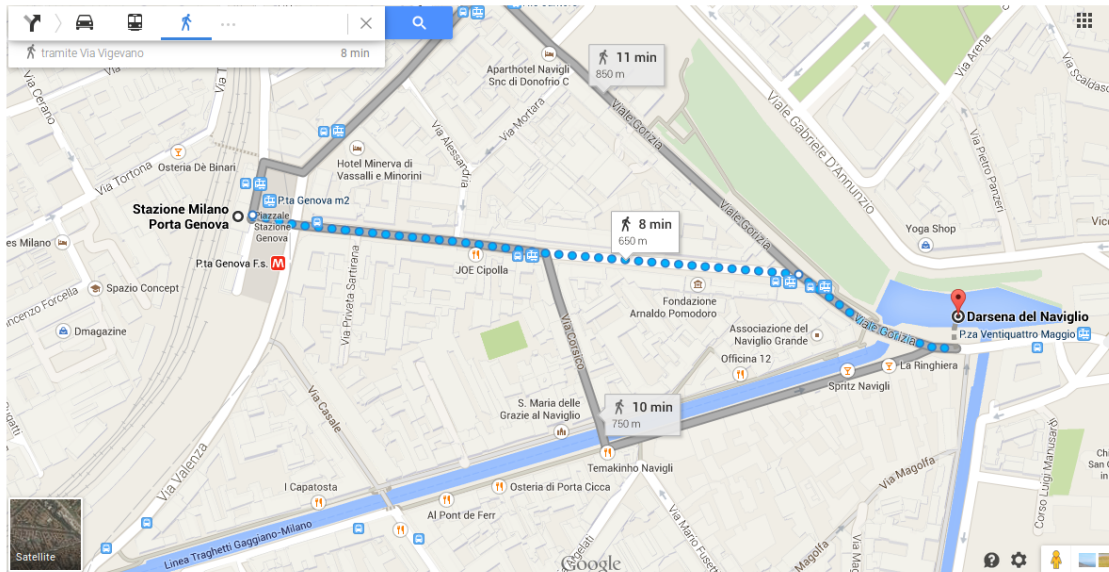 tramite Via Vigevano
8 min
Via Cerano
Via Tortona
Osteria Dè Binari
Aparthotel Navigli
Snc di Donofrio C
11 min
850 m
Via Mortara
Via Alessandria
Hotel Minerva di
Vassalli e Minorini
Viale Gorizia
Viale Gabriele D'Annunzio
Via Arena
Via Pietro Panzeri
P.ta Genova m2
Stazione Milano
Porta Genova
Piazzale
Stazione
Genova
P.ta Genova F.s.
M
8 min
650 m
Viale Gorizia
Yoga Shop
Spazio Concept
Dmagazine
JOE Cipolla
Via Privata Sartirana
Fondazione
Arnaldo Pomodoro
Darsena del Naviglio
P.za Ventiquattro Maggio
Viale Gorizia
Associazione del
Naviglio Grande
Officina 12
La Ringhiera
Spritz Navigli
Via Corsico
Via Casale
10 min
750 m
S. Maria delle
Grazie al Naviglio
Temakinho Navigli
Via Valenza
I Capatosta
Osteria di Porta Cicca
Al Pont de Ferr
Via Magolfa
Corso Luigi Manusardi
Linea Traghetti Gaggiano-Milano
Via Magolfa
Satellite
Google